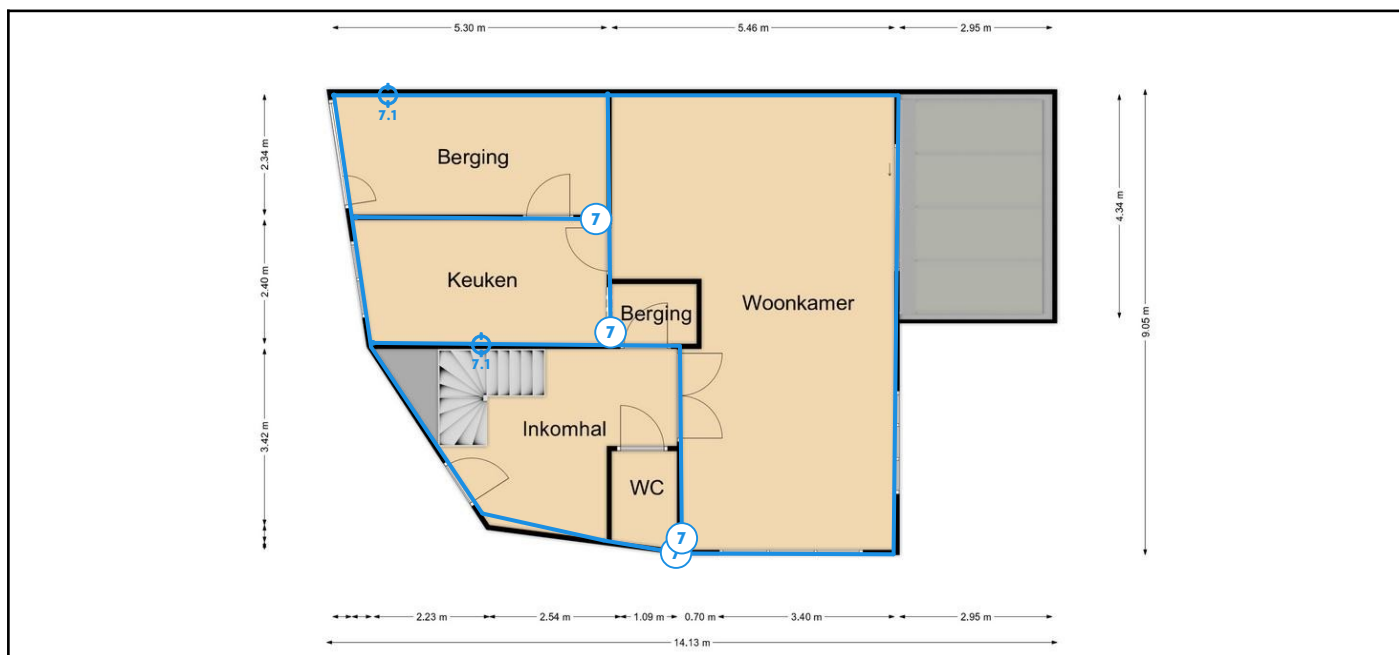 5.30 m
5.46 m
2.95 m
7.1
Berging
2.34 m
4.34 m
7
Keuken
2.40 m
Berging
Woonkamer
7
9.05 m
7.1
Inkomhal
3.42 m
WC
7
7
2.23 m
2.54 m
1.09 m
0.70 m
3.40 m
2.95 m
14.13 m